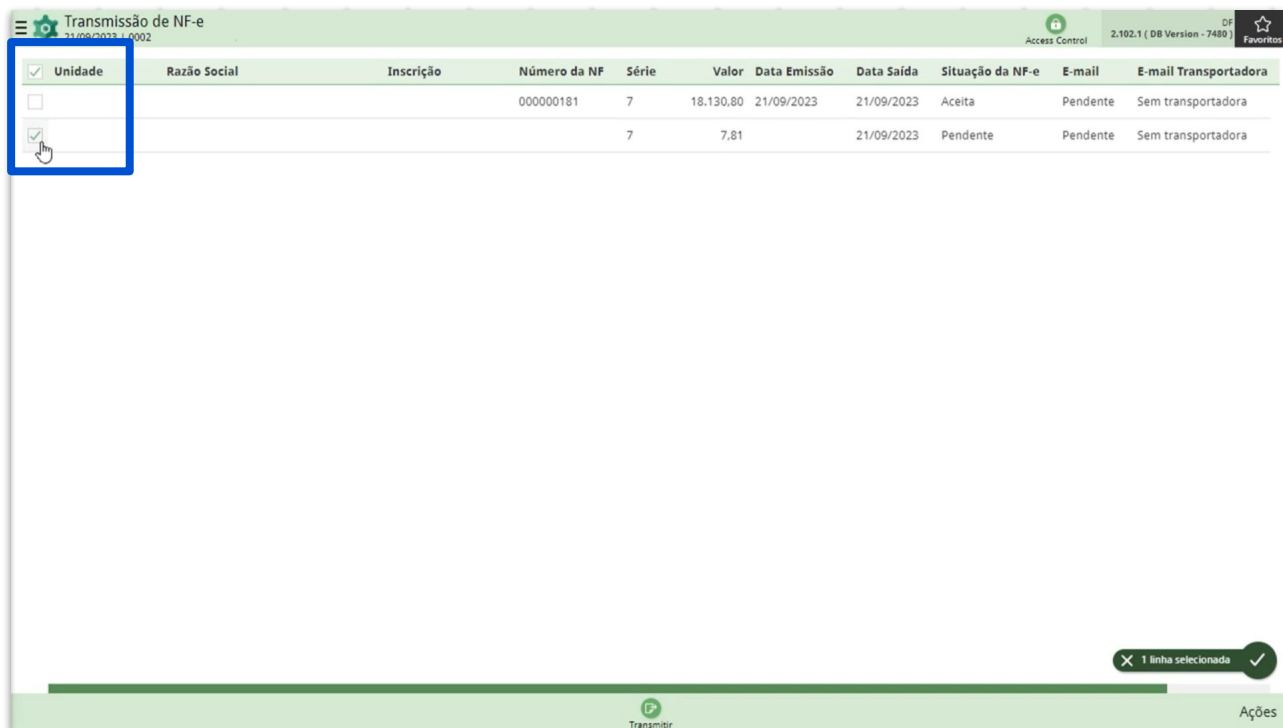 Transmissão de NF-e
21/09/2023 | 0002
Access Control
DF
2.102.1 ( DB Version - 7480 )
Favoritos
Unidade Razão Social Inscrição Número da NF Série Valor Data Emissão Data Saída Situação da NF-e E-mail E-mail Transportadora
000000181 7 18.130,80 21/09/2023 21/09/2023 Aceita Pendente Sem transportadora
7 7,81 21/09/2023 Pendente Pendente Sem transportadora
1 linha selecionada
Transmitir
Ações